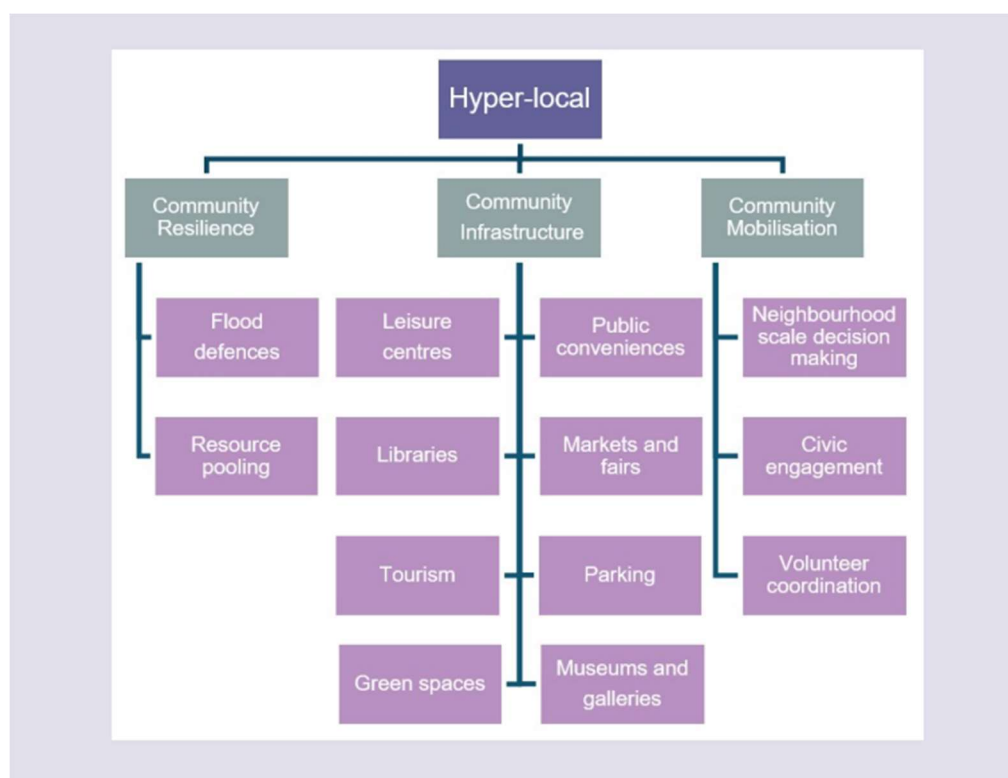 Hyper-local
Community
Resilience
Community
Infrastructure
Community
Mobilisation
Flood
defences
Resource
pooling
Leisure
centres
Public
conveniences
Libraries
Markets and
fairs
Tourism
Parking
Green spaces
Museums and
galleries
Neighbourhood
scale decision
making
Civic
engagement
Volunteer
coordination